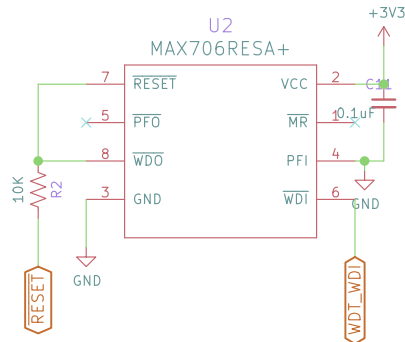 +3V3
U2
MAX706RESA+
7 RESET
VCC 2
C11
0.1uF
5 PFO
MR 1
8 WDO
PFI 4
10K
R2
3 GND
WDI 6
GND
GND
RESET
WDT_WDI